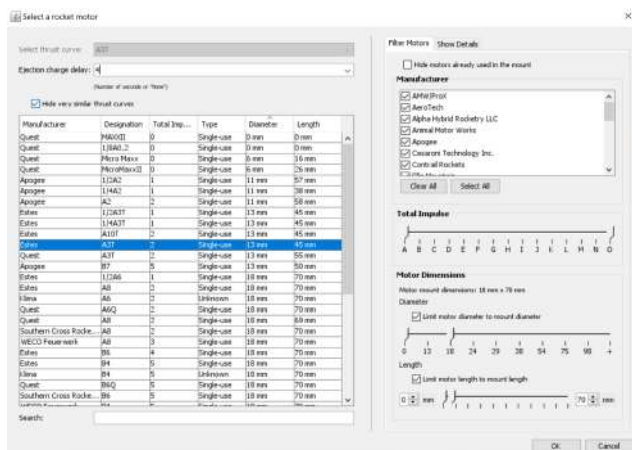 Select a rocket motor
Select thrust curve: A3T
Ejection charge delay: 4
(Number of seconds or "None")
Hide very similar thrust curves
Manufacturer Designation Total Imp... Type Diameter Length
Quest MAXXII 0 Single-use 0 mm 0 mm
Quest 1/8A0.2 0 Single-use 0 mm 0 mm
Quest Micro Maxx 0 Single-use 6 mm 16 mm
Quest MicroMaxxII 0 Single-use 6 mm 26 mm
Apogee 1/2A2 1 Single-use 11 mm 57 mm
Apogee 1/4A2 1 Single-use 11 mm 38 mm
Apogee A2 2 Single-use 11 mm 58 mm
Estes 1/2A3T 1 Single-use 13 mm 45 mm
Estes 1/4A3T 1 Single-use 13 mm 45 mm
Estes A10T 2 Single-use 13 mm 45 mm
Estes A3T 2 Single-use 13 mm 45 mm
Quest A3T 2 Single-use 13 mm 55 mm
Apogee B7 5 Single-use 13 mm 50 mm
Estes 1/2A6 1 Single-use 18 mm 70 mm
Estes A8 2 Single-use 18 mm 70 mm
Klima A6 2 Unknown 18 mm 70 mm
Quest A6Q 2 Single-use 18 mm 70 mm
Quest A8 2 Single-use 18 mm 69 mm
Southern Cross Rocke... A8 2 Single-use 18 mm 70 mm
WECO Feuerwerk A8 3 Single-use 18 mm 70 mm
Estes B6 4 Single-use 18 mm 70 mm
Estes B4 5 Single-use 18 mm 70 mm
Klima B4 5 Unknown 18 mm 70 mm
Quest B6Q 5 Single-use 18 mm 70 mm
Southern Cross Rocke... B6 5 Single-use 18 mm 70 mm
Search:
Filter Motors Show Details
Hide motors already used in the mount
Manufacturer
AMW/ProX
AeroTech
Alpha Hybrid Rocketry LLC
Animal Motor Works
Apogee
Cesaroni Technology Inc.
Contrail Rockets
Clear All Select All
Total Impulse
A B C D E F G H I J K L M N O
Motor Dimensions
Motor mount dimensions: 18 mm x 70 mm
Diameter
Limit motor diameter to mount diameter
0 13 18 24 29 38 54 75 98 +
Length
Limit motor length to mount length
0 mm 70 mm
OK Cancel